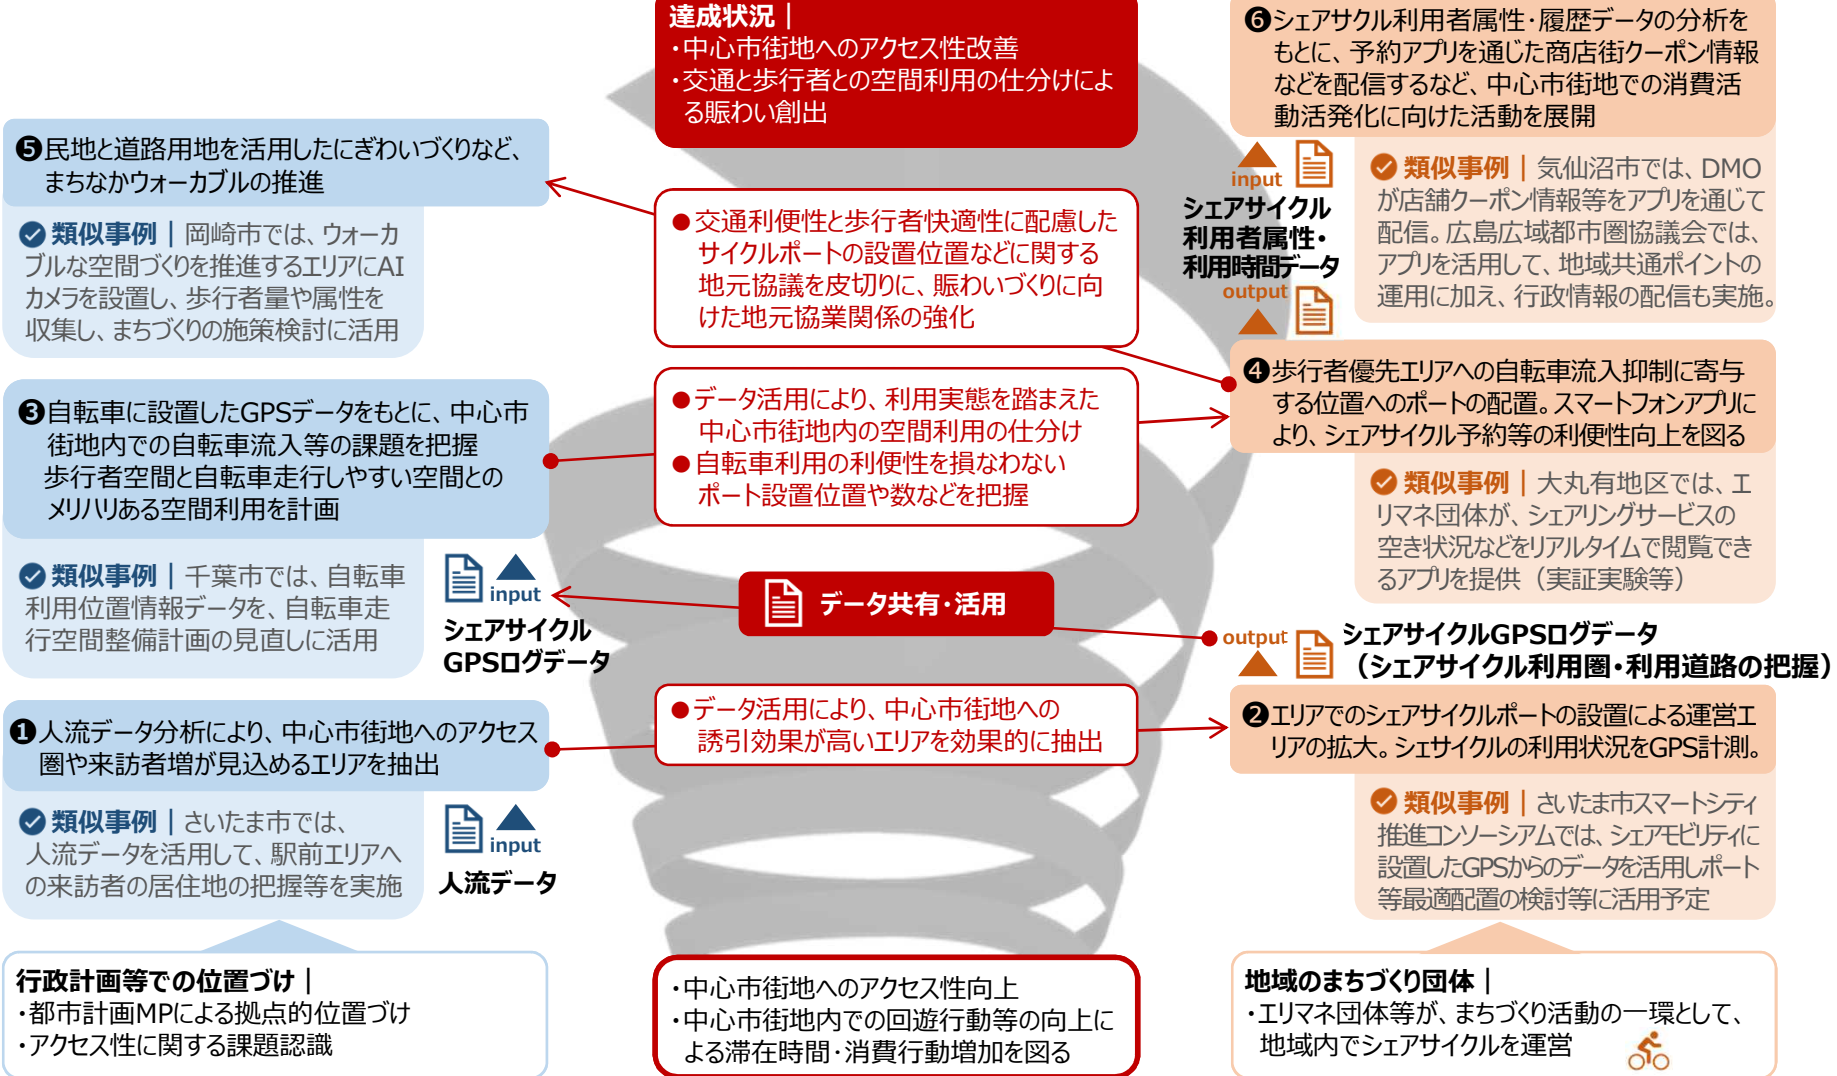 達成状況｜
・中心市街地へのアクセス性改善
・交通と歩行者との空間利用の仕分けによ
る賑わい創出
❻シェアサクル利用者属性・履歴データの分析を
もとに、予約アプリを通じた商店街クーポン情報
などを配信するなど、中心市街地での消費活
動活発化に向けた活動を展開
❺民地と道路用地を活用したにぎわいづくりなど、
まちなかウォーカブルの推進
類似事例｜岡崎市では、ウォーカ
ブルな空間づくりを推進するエリアにAI
カメラを設置し、歩行者量や属性を
収集し、まちづくりの施策検討に活用
●交通利便性と歩行者快適性に配慮した
サイクルポートの設置位置などに関する
地元協議を皮切りに、賑わいづくりに向
けた地元協業関係の強化
input
シェアサイクル
利用者属性・
利用時間データ
output
類似事例｜気仙沼市では、DMO
が店舗クーポン情報等をアプリを通じて
配信。広島広域都市圏協議会では、
アプリを活用して、地域共通ポイントの
運用に加え、行政情報の配信も実施。
❸自転車に設置したGPSデータをもとに、中心市
街地内での自転車流入等の課題を把握
歩行者空間と自転車走行しやすい空間との
メリハリある空間利用を計画
●データ活用により、利用実態を踏まえた
中心市街地内の空間利用の仕分け
●自転車利用の利便性を損なわない
ポート設置位置や数などを把握
❹歩行者優先エリアへの自転車流入抑制に寄与
する位置へのポートの配置。スマートフォンアプリに
より、シェアサイクル予約等の利便性向上を図る
類似事例｜大丸有地区では、エ
リマネ団体が、シェアリングサービスの
空き状況などをリアルタイムで閲覧でき
るアプリを提供（実証実験等）
類似事例｜千葉市では、自転車
利用位置情報データを、自転車走
行空間整備計画の見直しに活用
input
シェアサイクル
GPSログデータ
データ共有・活用
output
シェアサイクルGPSログデータ
（シェアサイクル利用圏・利用道路の把握）
❶人流データ分析により、中心市街地へのアクセス
圏や来訪者増が見込めるエリアを抽出
●データ活用により、中心市街地への
誘引効果が高いエリアを効果的に抽出
❷エリアでのシェアサイクルポートの設置による運営エ
リアの拡大。シェサイクルの利用状況をGPS計測。
類似事例｜さいたま市では、
人流データを活用して、駅前エリアへ
の来訪者の居住地の把握等を実施
input
人流データ
類似事例｜さいたま市スマートシティ
推進コンソーシアムでは、シェアモビリティに
設置したGPSからのデータを活用しポート
等最適配置の検討等に活用予定
行政計画等での位置づけ｜
・都市計画MPによる拠点的位置づけ
・アクセス性に関する課題認識
・中心市街地へのアクセス性向上
・中心市街地内での回遊行動等の向上に
よる滞在時間・消費行動増加を図る
地域のまちづくり団体｜
・エリマネ団体等が、まちづくり活動の一環として、
地域内でシェアサイクルを運営